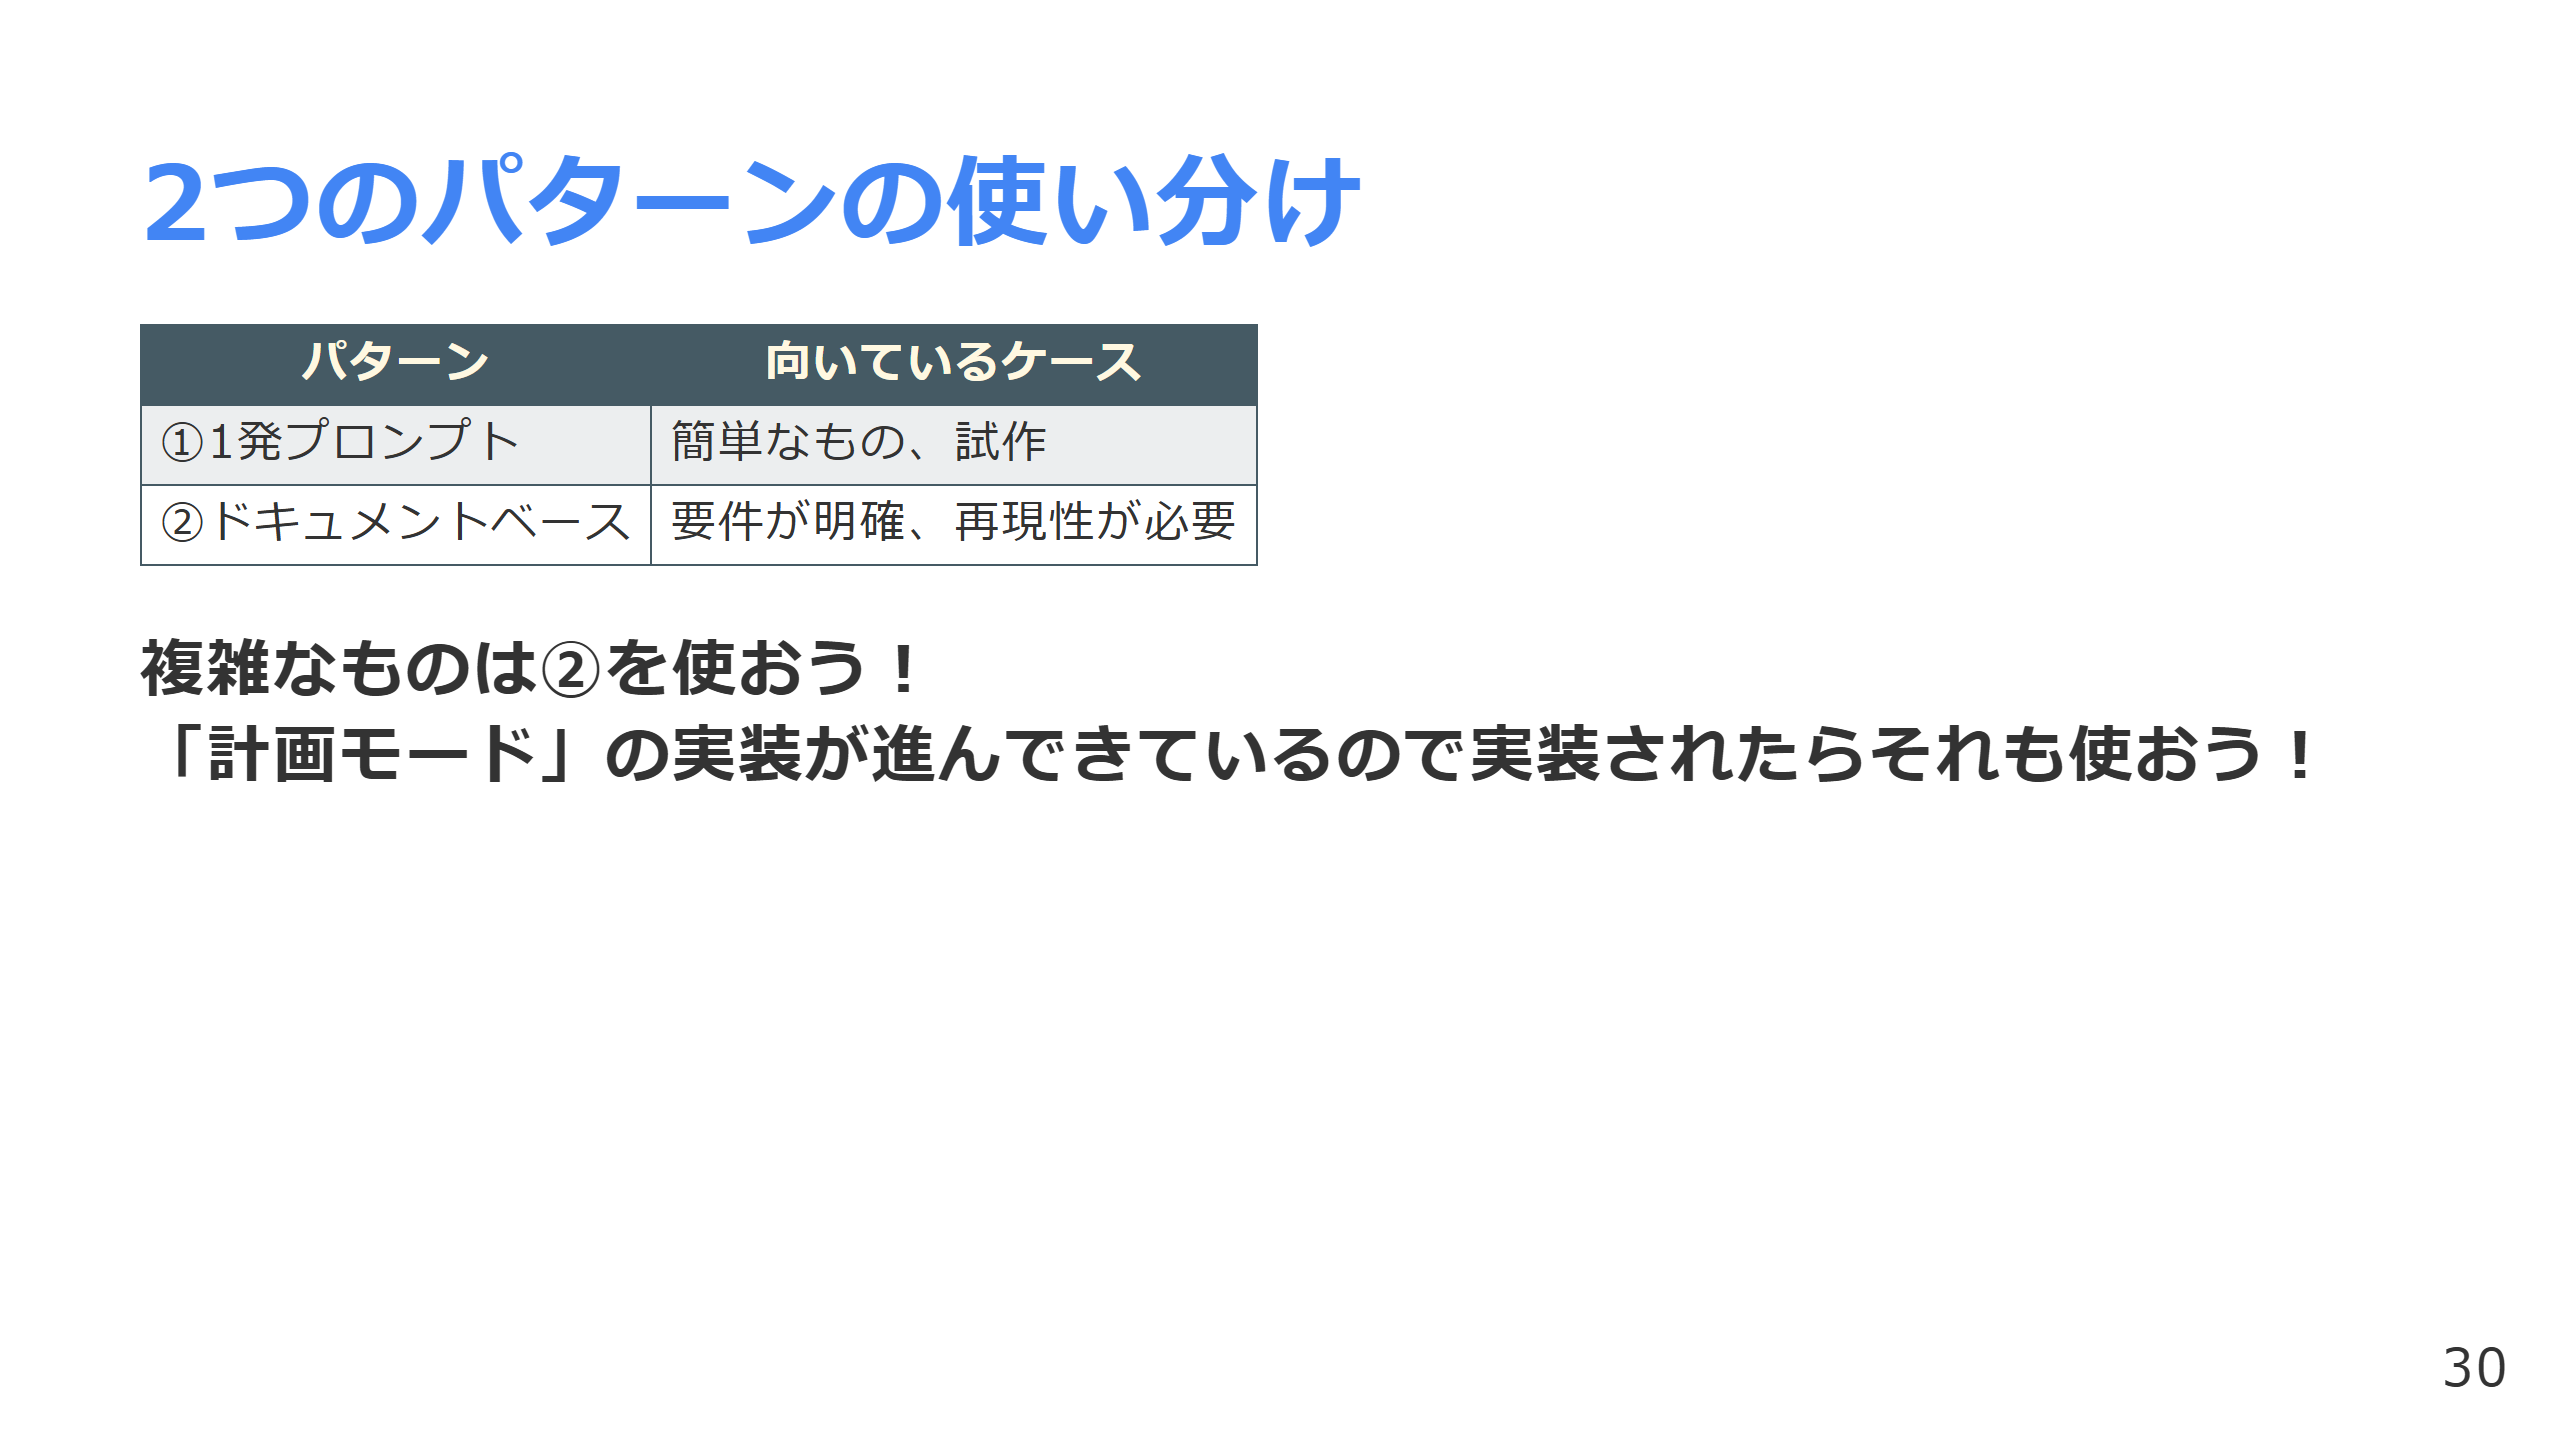 2つのパターンの使い分け
パターン 向いているケース
①1発プロンプト 簡単なもの、試作
②ドキュメントベース 要件が明確、再現性が必要
複雑なものは②を使おう！
「計画モード」の実装が進んできているので実装されたらそれも使おう！
30